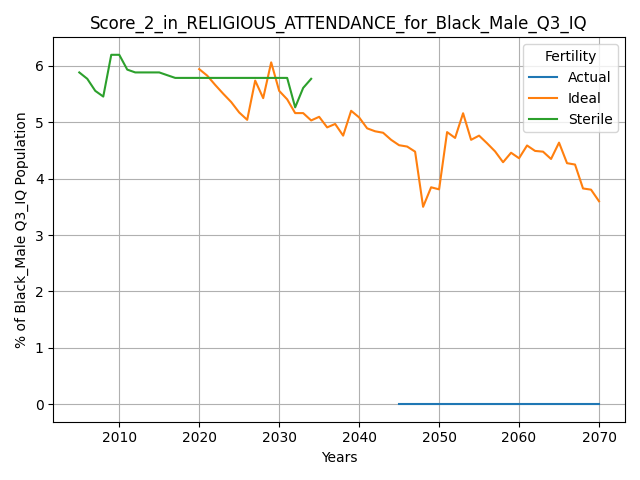 Score_2_in_RELIGIOUS_ATTENDANCE_for_Black_Male_Q3_IQ
Fertility
Actual
Ideal
Sterile
% of Black_Male Q3_IQ Population
6
5
4
3
2
1
0
2010 2020 2030 2040 2050 2060 2070
Years